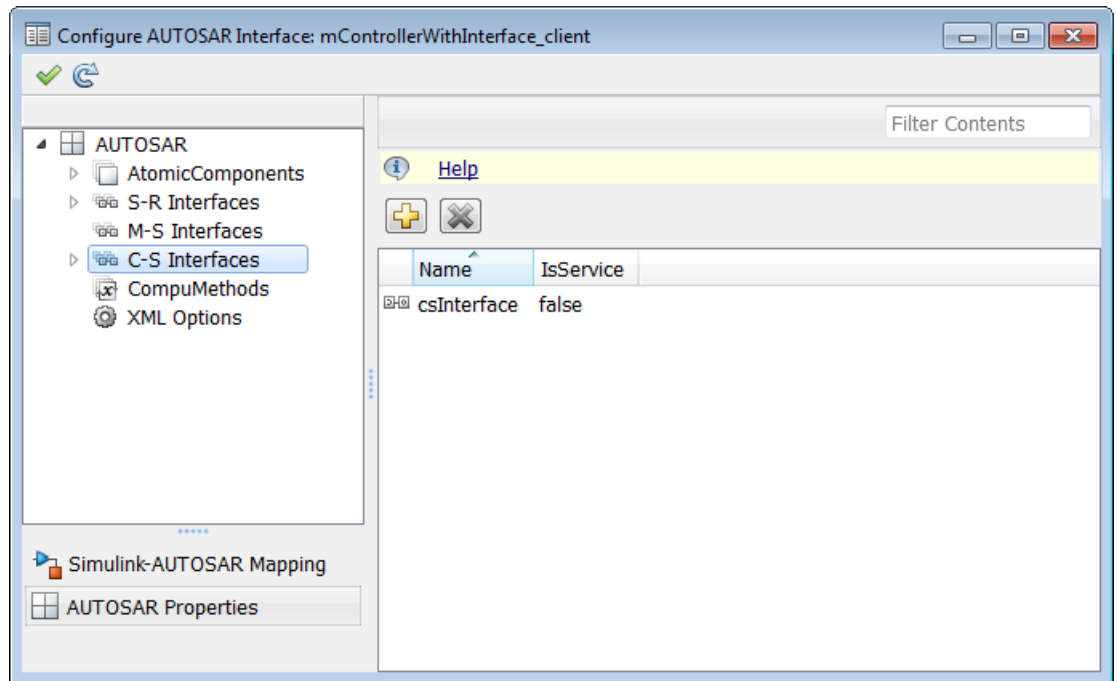 Configure AUTOSAR Interface: mControllerWithInterface_client
Filter Contents
AUTOSAR
AtomicComponents
S-R Interfaces
M-S Interfaces
C-S Interfaces
CompuMethods
XML Options
Simulink-AUTOSAR Mapping
AUTOSAR Properties
Help
Name IsService
csInterface false